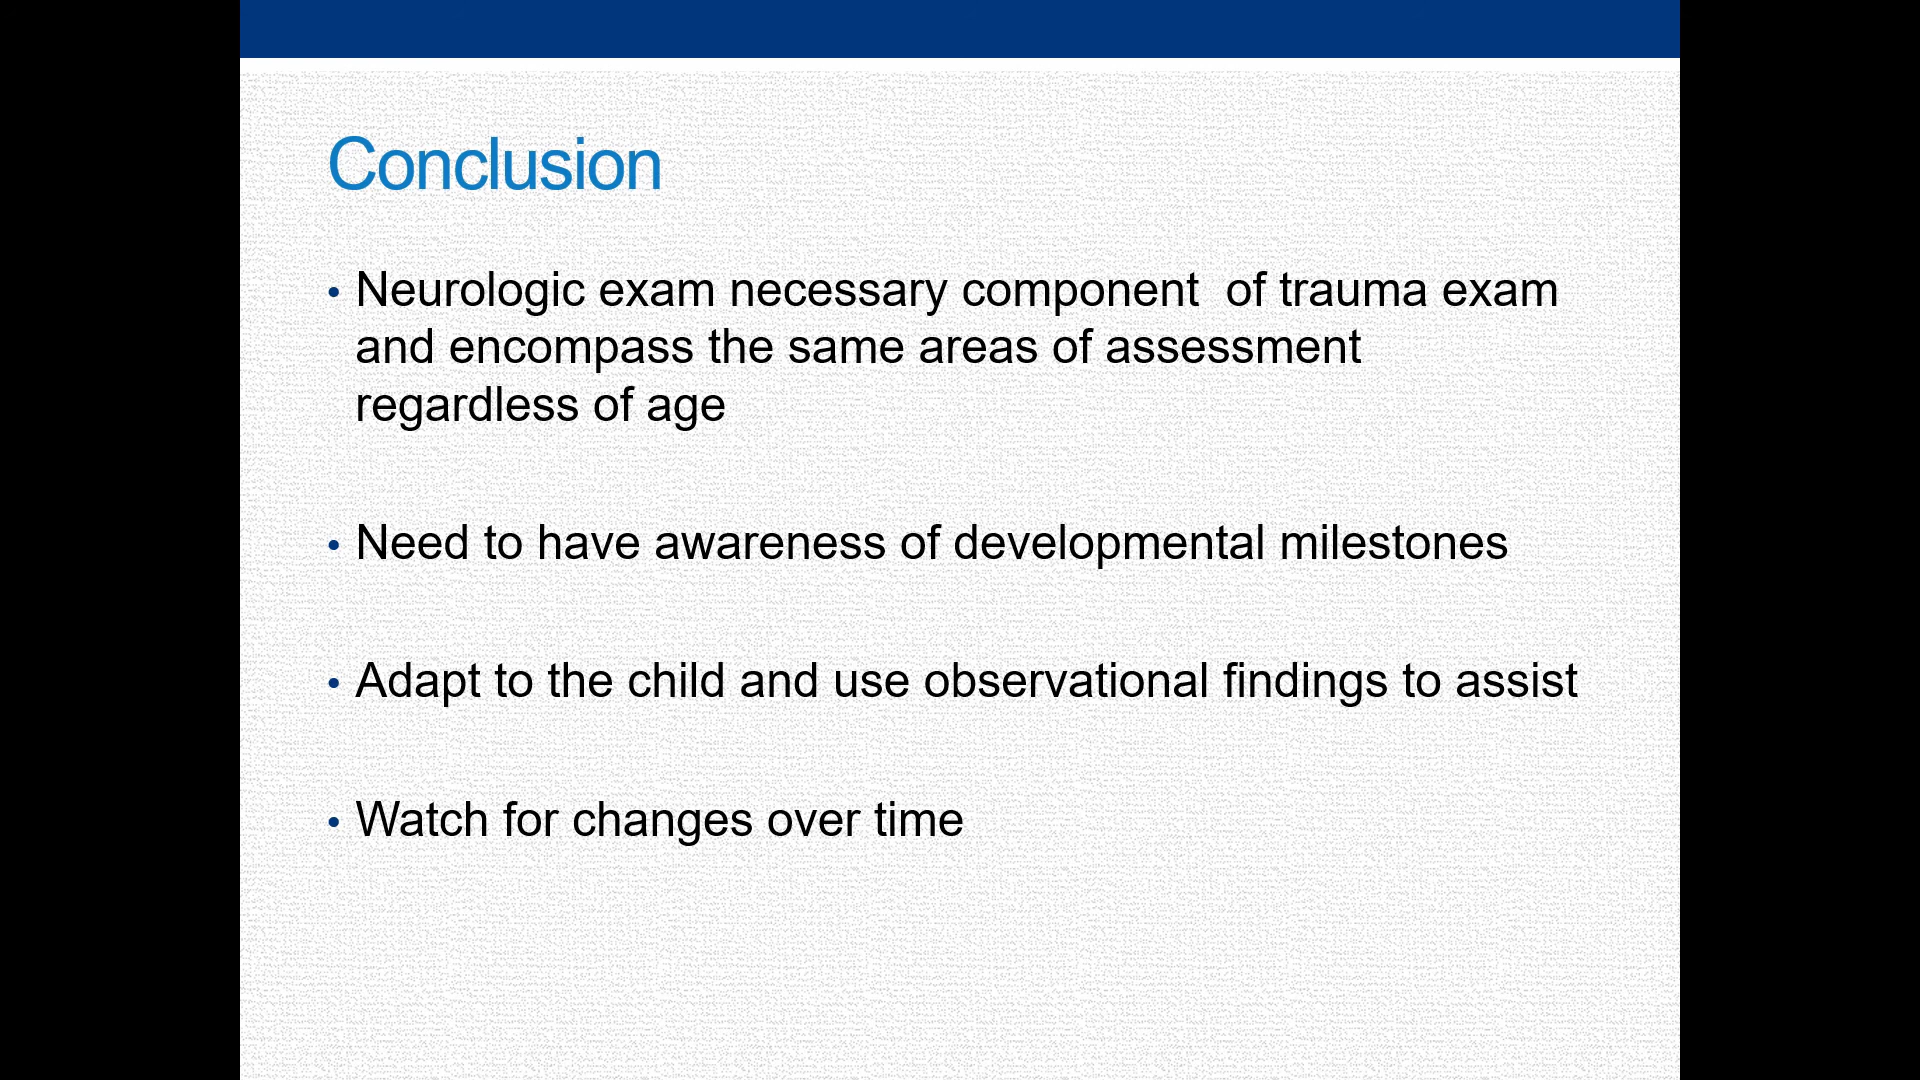 Conclusion
• Neurologic exam necessary component  of trauma exam
and encompass the same areas of assessment
regardless of age
• Need to have awareness of developmental milestones
• Adapt to the child and use observational findings to assist
• Watch for changes over time